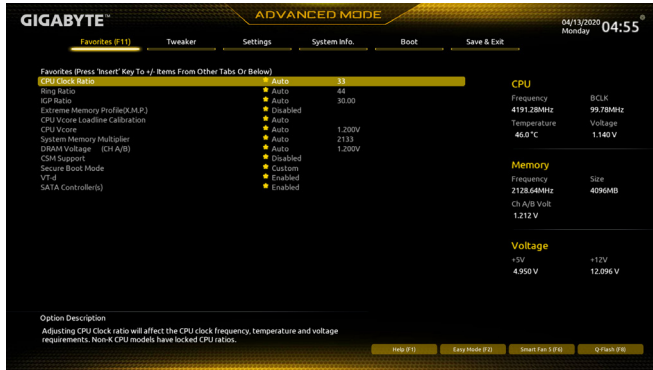 GIGABYTE™
ADVANCED MODE
04/13/2020
Monday
04:55
Favorites (F11) Tweaker Settings System Info. Boot Save & Exit
Favorites (Press 'Insert' Key To +/- Items From Other Tabs Or Below)
CPU Clock Ratio Auto 33
Ring Ratio Auto 44
IGP Ratio Auto 30.00
Extreme Memory Profile(X.M.P.) Disabled
CPU Vcore Loadline Calibration Auto
CPU Vcore Auto 1.200V
System Memory Multiplier Auto 2133
DRAM Voltage (CH A/B) Auto 1.200V
CSM Support Disabled
Secure Boot Mode Custom
VT-d Enabled
SATA Controller(s) Enabled
CPU
Frequency BCLK
4191.28MHz 99.78MHz
Temperature Voltage
46.0 °C 1.140 V
Memory
Frequency Size
2128.64MHz 4096MB
Ch A/B Volt
1.212 V
Voltage
+5V +12V
4.950 V 12.096 V
Option Description
Adjusting CPU Clock ratio will affect the CPU clock frequency, temperature and voltage
requirements. Non-K CPU models have locked CPU ratios.
Help (F1) Easy Mode (F2) Smart Fan 5 (F6) Q-Flash (F8)